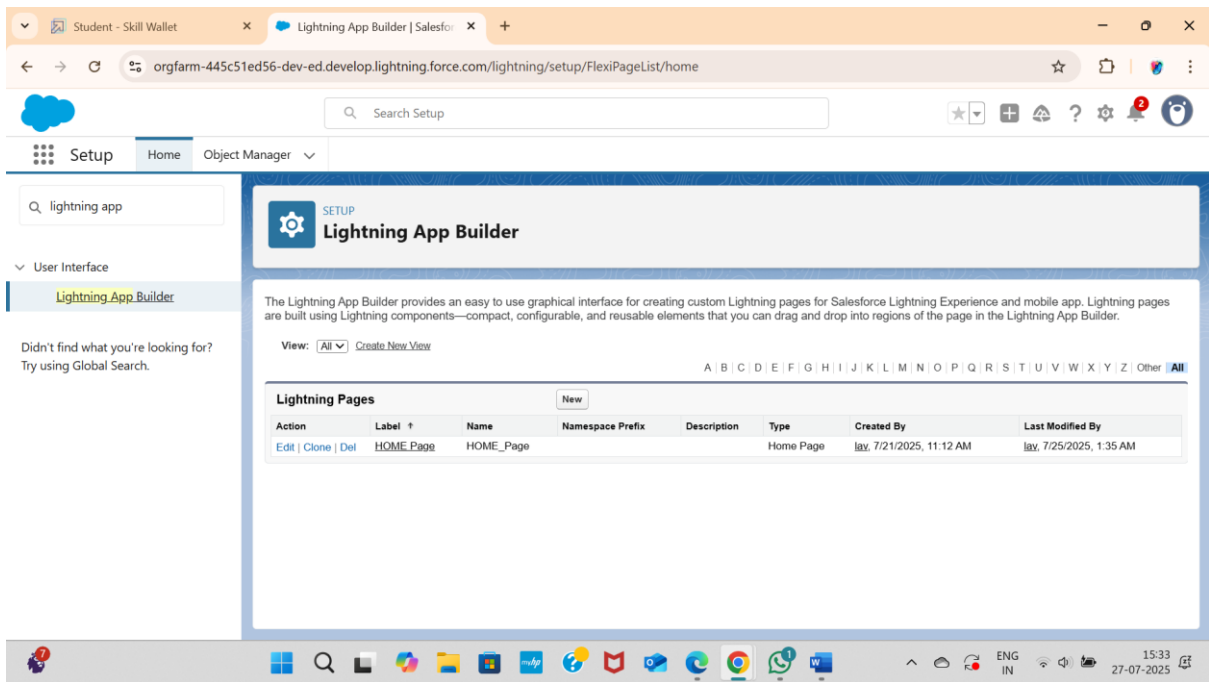 Student - Skill Wallet
Lightning App Builder | Salesfor
orgfarm-445c51ed56-dev-ed.develop.lightning.force.com/lightning/setup/FlexiPageList/home
Search Setup
2
Setup Home Object Manager
lightning app
User Interface
Lightning App Builder
Didn't find what you're looking for?
Try using Global Search.
SETUP
Lightning App Builder
The Lightning App Builder provides an easy to use graphical interface for creating custom Lightning pages for Salesforce Lightning Experience and mobile app. Lightning pages
are built using Lightning components—compact, configurable, and reusable elements that you can drag and drop into regions of the page in the Lightning App Builder.
View: All Create New View
A | B | C | D | E | F | G | H | I | J | K | L | M | N | O | P | Q | R | S | T | U | V | W | X | Y | Z | Other All
Lightning Pages New
Action Label ↑ Name Namespace Prefix Description Type Created By Last Modified By
Edit | Clone | Del HOME Page HOME_Page Home Page lav, 7/21/2025, 11:12 AM lav, 7/25/2025, 1:35 AM
7
myhp
1
ENG
IN
15:33
27-07-2025